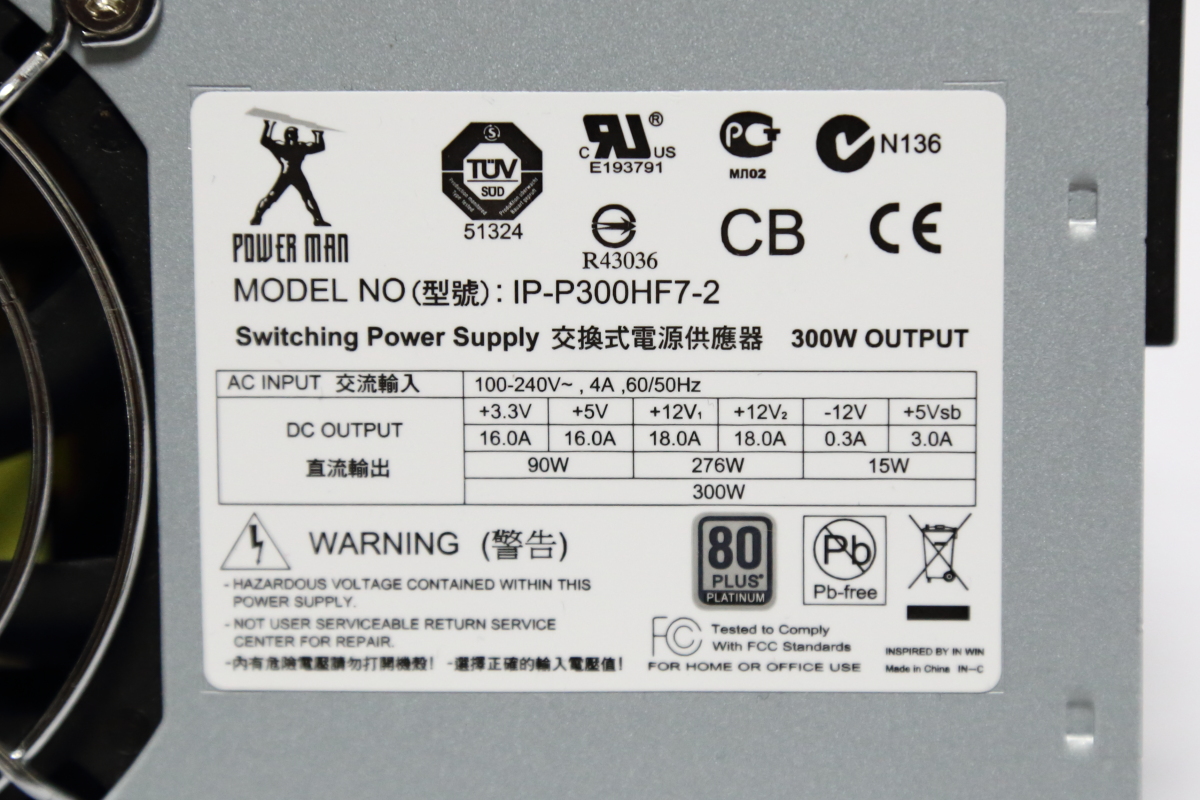 POWER MAN
TÜV
SÜD
51324
C RU ® US
E193791
R43036
РСТ
МЛ02
N136
CB
CE
MODEL NO (型號) : IP-P300HF7-2
Switching Power Supply 交換式電源供應器 300W OUTPUT
AC INPUT 交流輸入 100-240V~ , 4A ,60/50Hz
DC OUTPUT
直流輸出
+3.3V +5V +12V₁ +12V₂ -12V +5Vsb
16.0A 16.0A 18.0A 18.0A 0.3A 3.0A
90W 276W 15W
300W
WARNING (警告)
- HAZARDOUS VOLTAGE CONTAINED WITHIN THIS
POWER SUPPLY.
- NOT USER SERVICEABLE RETURN SERVICE
CENTER FOR REPAIR.
-內有危險電壓請勿打開機殼! -選擇正確的輸入電壓值!
80
PLUS®
PLATINUM
Pb
Pb-free
FC Tested to Comply
With FCC Standards
FOR HOME OR OFFICE USE
INSPIRED BY IN WIN
Made in China IN-C